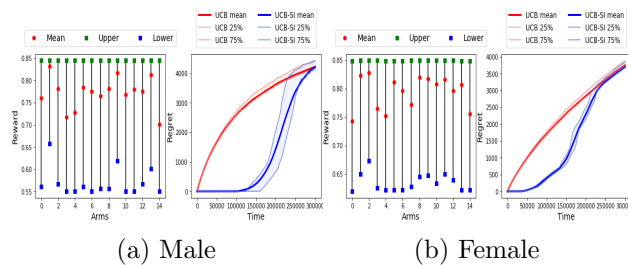 Mean Upper Lower
UCB mean UCB-SI mean
UCB 25% UCB-SI 25%
UCB 75% UCB-SI 75%
Mean Upper Lower
UCB mean UCB-SI mean
UCB 25% UCB-SI 25%
UCB 75% UCB-SI 75%
Reward
0.85
0.80
0.75
0.70
0.65
0.60
0.55
0 2 4 6 8 10 12 14
Arms
Regret
4000
3000
2000
1000
0
0 50000 100000 150000 200000 250000 300000
Time
Reward
0.85
0.80
0.75
0.70
0.65
0 2 4 6 8 10 12 14
Arms
Regret
4000
3500
3000
2500
2000
1500
1000
500
0
0 50000 100000 150000 200000 250000 300000
Time
(a) Male
(b) Female